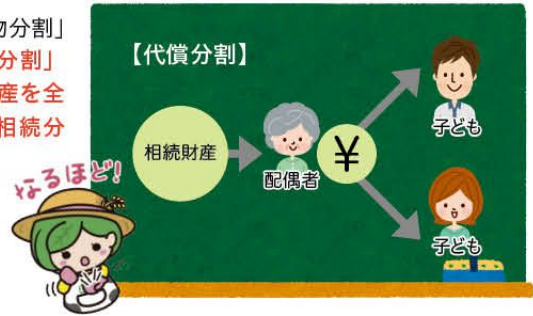 物分割」
分割」
産を全
相続分
なるほど!
【代償分割】
相続財産
配偶者
¥
子ども
子ども